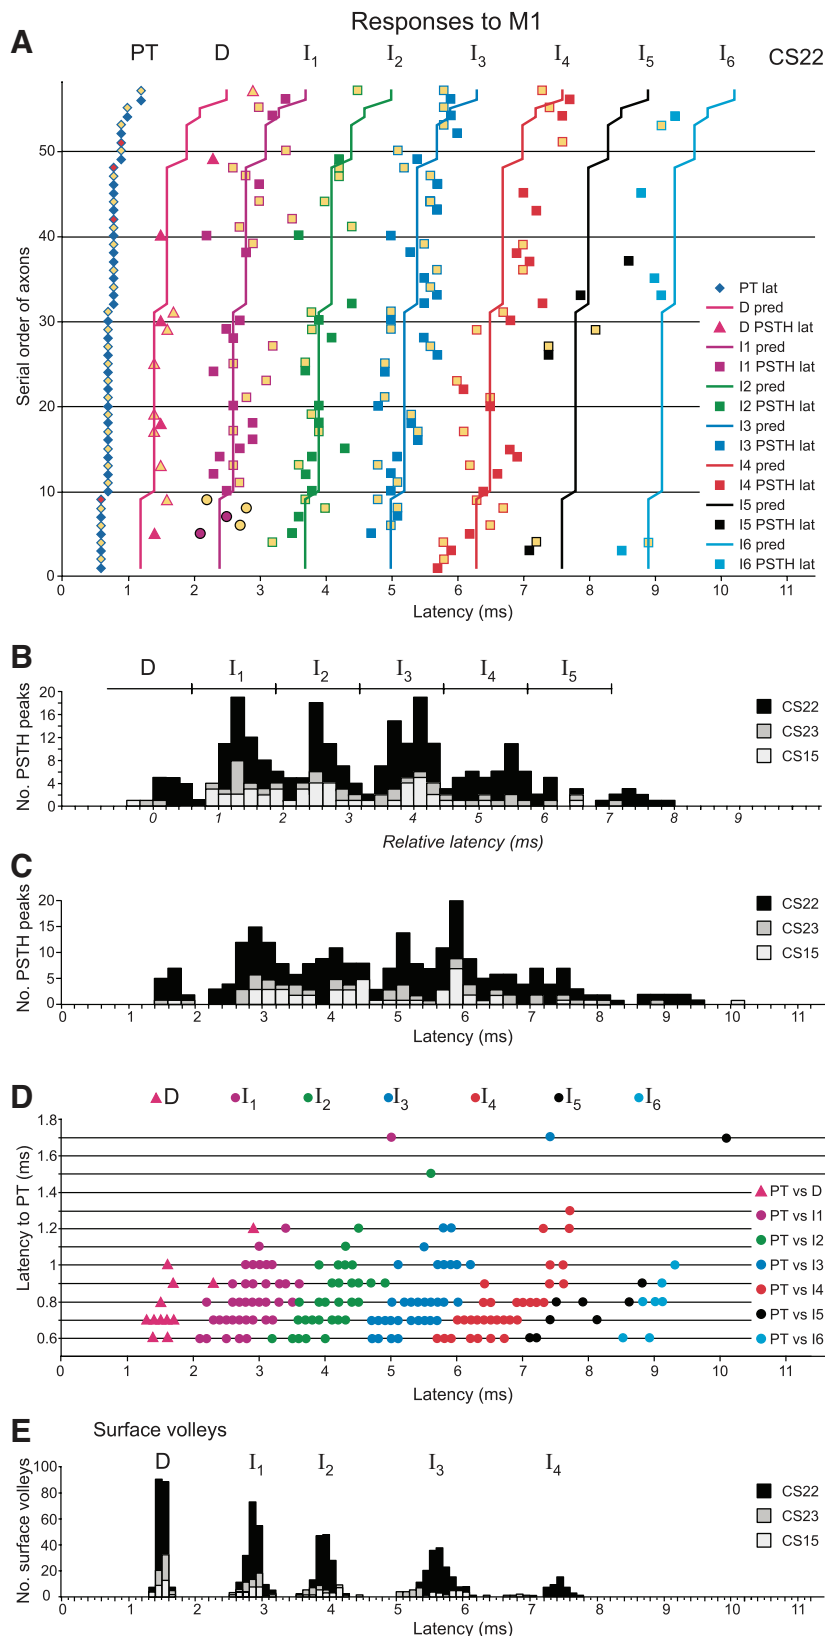 Responses to M1
A
PT D I1 I2 I3 I4 I5 I6 CS22
Serial order of axons
50
40
30
20
10
0
PT lat
D pred
D PSTH lat
I1 pred
I1 PSTH lat
I2 pred
I2 PSTH lat
I3 pred
I3 PSTH lat
I4 pred
I4 PSTH lat
I5 pred
I5 PSTH lat
I6 pred
I6 PSTH lat
0 1 2 3 4 5 6 7 8 9 10 11
Latency (ms)
B
D I1 I2 I3 I4 I5
No. PSTH peaks
20
16
12
8
4
0
CS22
CS23
CS15
0 1 2 3 4 5 6 7 8 9
Relative latency (ms)
C
No. PSTH peaks
20
15
10
5
0
CS22
CS23
CS15
0 1 2 3 4 5 6 7 8 9 10 11
Latency (ms)
D
D I1 I2 I3 I4 I5 I6
Latency to PT (ms)
1.8
1.6
1.4
1.2
1
0.8
0.6
PT vs D
PT vs I1
PT vs I2
PT vs I3
PT vs I4
PT vs I5
PT vs I6
0 1 2 3 4 5 6 7 8 9 10 11
Latency (ms)
E
Surface volleys
D I1 I2 I3 I4
No. surface volleys
100
80
60
40
20
0
CS22
CS23
CS15
0 1 2 3 4 5 6 7 8 9 10 11
Latency (ms)